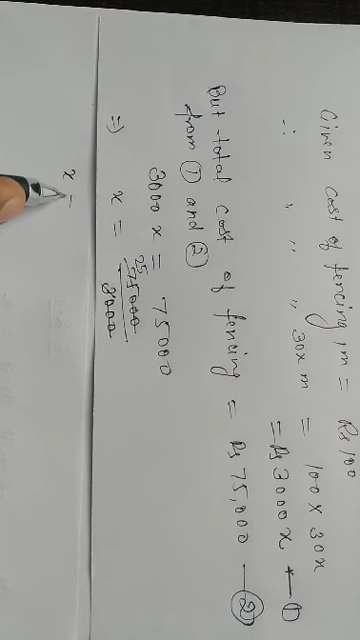 Given cost of fencing 1m = Rs 100
∴ " " " 30x m = 100 × 30x
= Rs 3000x — ①
But total cost of fencing = Rs 75,000 — ②
from ① and ②
3000 x = 75000
⇒ x = 75000/3000 25
x =